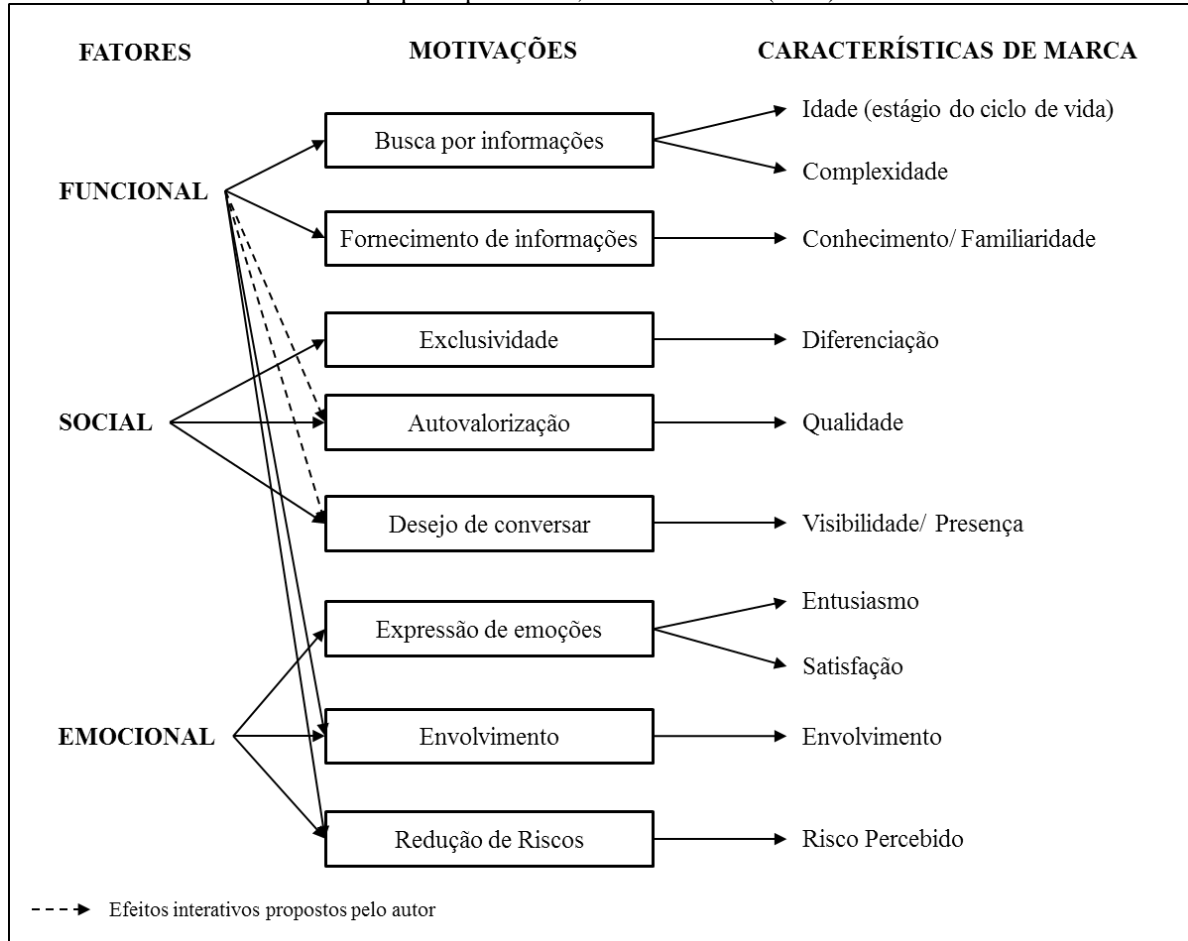 FATORES
MOTIVAÇÕES
CARACTERÍSTICAS DE MARCA
Idade (estágio do ciclo de vida)
Busca por informações
Complexidade
FUNCIONAL
Fornecimento de informações
Conhecimento/ Familiaridade
Exclusividade
Diferenciação
SOCIAL
Autovalorização
Qualidade
Desejo de conversar
Visibilidade/ Presença
Entusiasmo
Expressão de emoções
Satisfação
EMOCIONAL
Envolvimento
Envolvimento
Redução de Riscos
Risco Percebido
Efeitos interativos propostos pelo autor